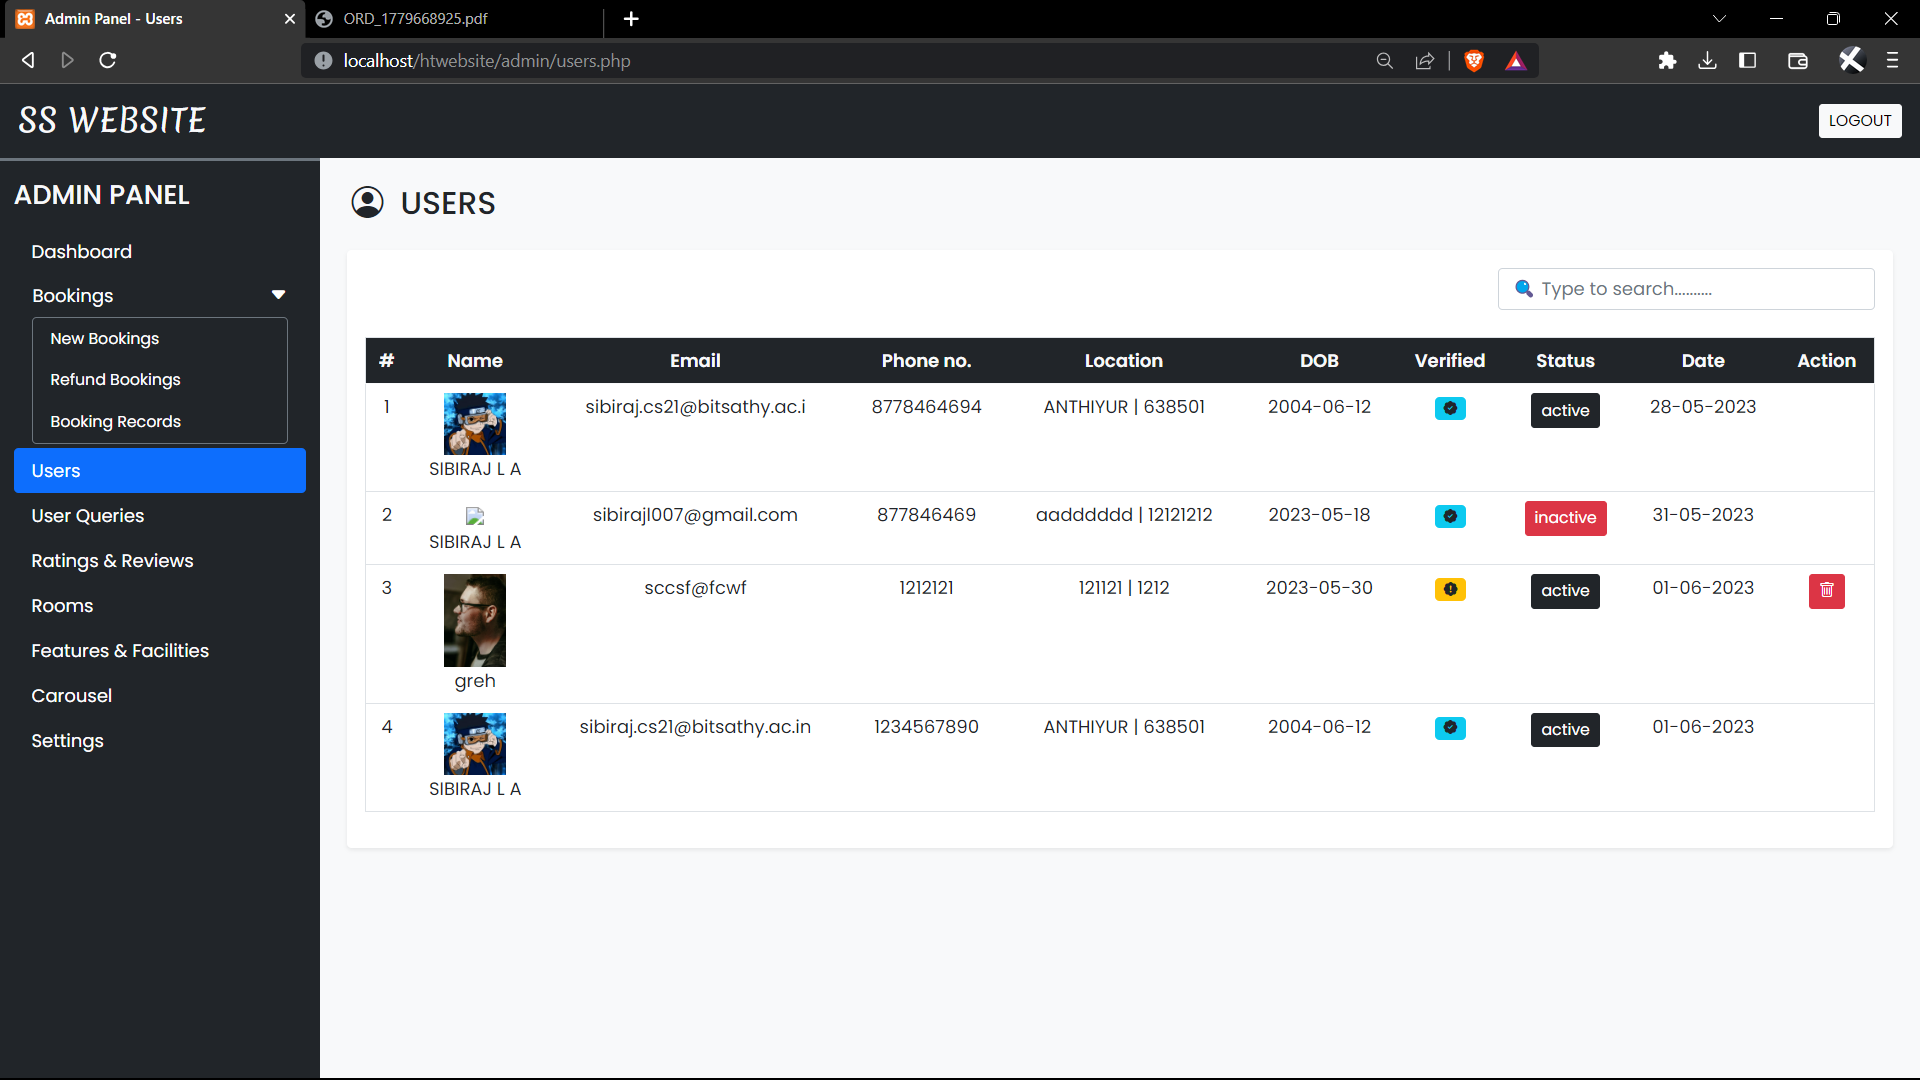 Admin Panel - Users
ORD_1779668925.pdf
localhost/htwebsite/admin/users.php
SS WEBSITE
LOGOUT
ADMIN PANEL
Dashboard
Bookings
New Bookings
Refund Bookings
Booking Records
Users
User Queries
Ratings & Reviews
Rooms
Features & Facilities
Carousel
Settings
USERS
Type to search..........
# Name Email Phone no. Location DOB Verified Status Date Action
1 sibiraj.cs21@bitsathy.ac.i 8778464694 ANTHIYUR | 638501 2004-06-12 active 28-05-2023
SIBIRAJ L A
2 sibirajl007@gmail.com 877846469 aadddddd | 12121212 2023-05-18 inactive 31-05-2023
SIBIRAJ L A
3 sccsf@fcwf 1212121 121121 | 1212 2023-05-30 active 01-06-2023
greh
4 sibiraj.cs21@bitsathy.ac.in 1234567890 ANTHIYUR | 638501 2004-06-12 active 01-06-2023
SIBIRAJ L A